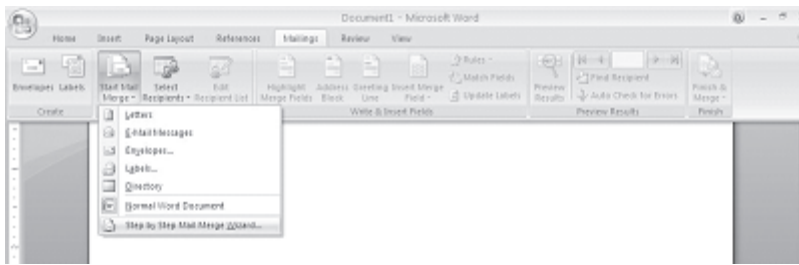 Document1 - Microsoft Word
Home Insert Page Layout References Mailings Review View
Envelopes Labels Start Mail Merge Select Recipients Edit Recipient List Highlight Merge Fields Address Block Greeting Line Insert Merge Field Rules Match Fields Update Labels Preview Results Find Recipient Auto Check for Errors Finish & Merge
Create Write & Insert Fields Preview Results Finish
Letters
E-Mail Messages
Envelopes...
Labels...
Directory
Normal Word Document
Step by Step Mail Merge Wizard...